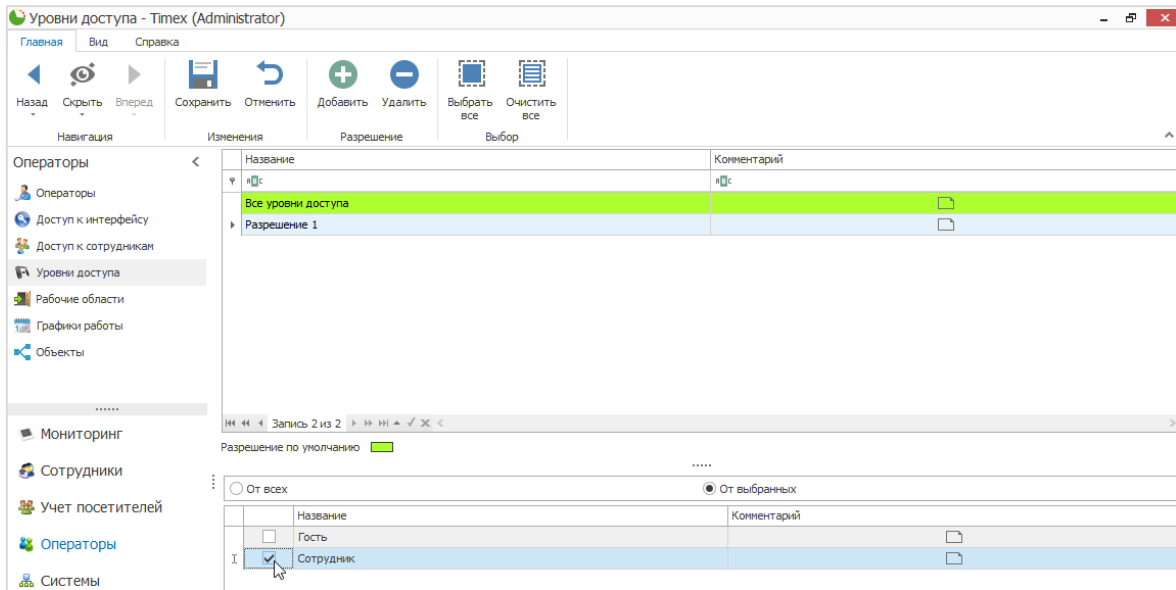 Уровни доступа - Timex (Administrator)
Главная Вид Справка
Назад Скрыть Вперед Сохранить Отменить Добавить Удалить Выбрать все Очистить все
Навигация Изменения Разрешение Выбор
Операторы
Операторы
Доступ к интерфейсу
Доступ к сотрудникам
Уровни доступа
Рабочие области
Графики работы
Объекты
Мониторинг
Сотрудники
Учет посетителей
Операторы
Системы
Название Комментарий
Все уровни доступа
Разрешение 1
Запись 2 из 2
Разрешение по умолчанию
От всех От выбранных
Название Комментарий
Гость
Сотрудник